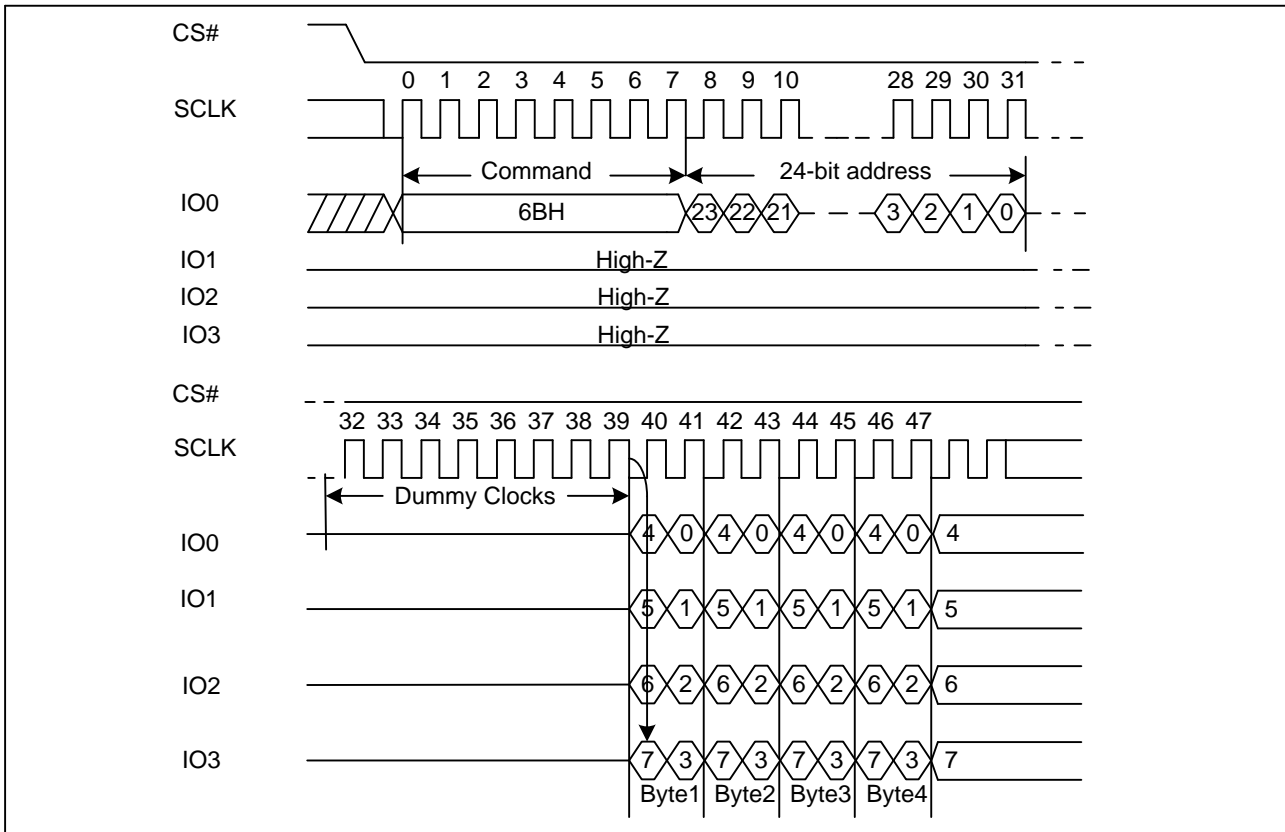 CS#
0 1 2 3 4 5 6 7 8 9 10 28 29 30 31
SCLK
Command 24-bit address
IO0 6BH 23 22 21 3 2 1 0
IO1 High-Z
IO2 High-Z
IO3 High-Z
CS#
32 33 34 35 36 37 38 39 40 41 42 43 44 45 46 47
SCLK
Dummy Clocks
IO0 4 0 4 0 4 0 4 0 4
IO1 5 1 5 1 5 1 5 1 5
IO2 6 2 6 2 6 2 6 2 6
IO3 7 3 7 3 7 3 7 3 7
Byte1 Byte2 Byte3 Byte4